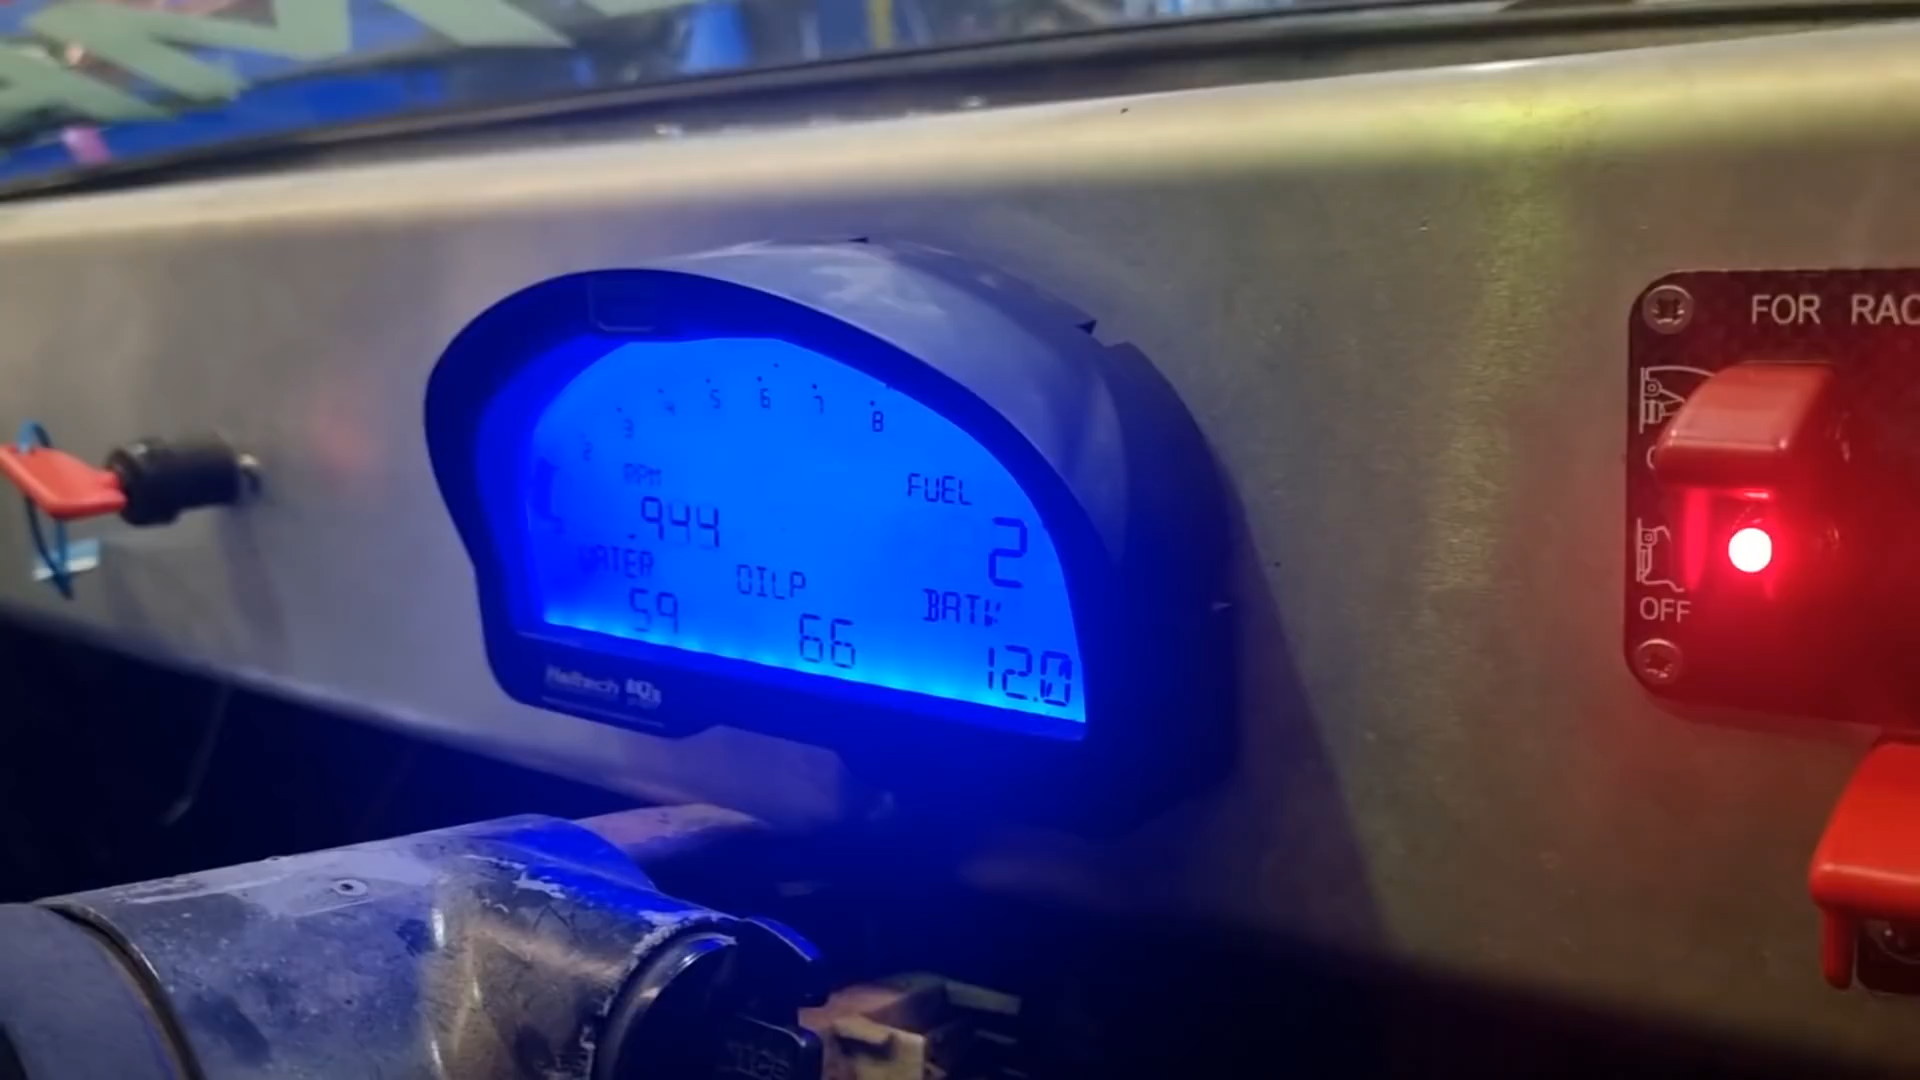 FOR RAC
2 3 4 5 6 7 8
RPM
944
FUEL
2
WATER
59
OILP
66
BATV
12.0
OFF
Haltech IQ3